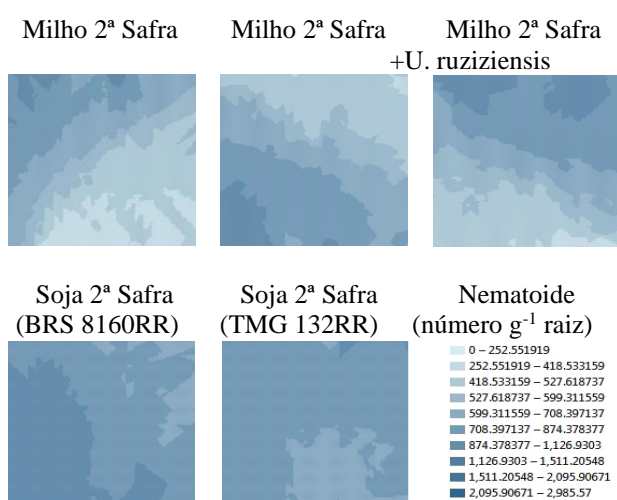 Milho 2ª Safra
Milho 2ª Safra
Milho 2ª Safra
+U. ruziziensis
Soja 2ª Safra
(BRS 8160RR)
Soja 2ª Safra
(TMG 132RR)
Nematoide
(número g⁻¹ raiz)
0 – 252.551919
252.551919 – 418.533159
418.533159 – 527.618737
527.618737 – 599.311559
599.311559 – 708.397137
708.397137 – 874.378377
874.378377 – 1,126.9303
1,126.9303 – 1,511.20548
1,511.20548 – 2,095.90671
2,095.90671 – 2,985.57